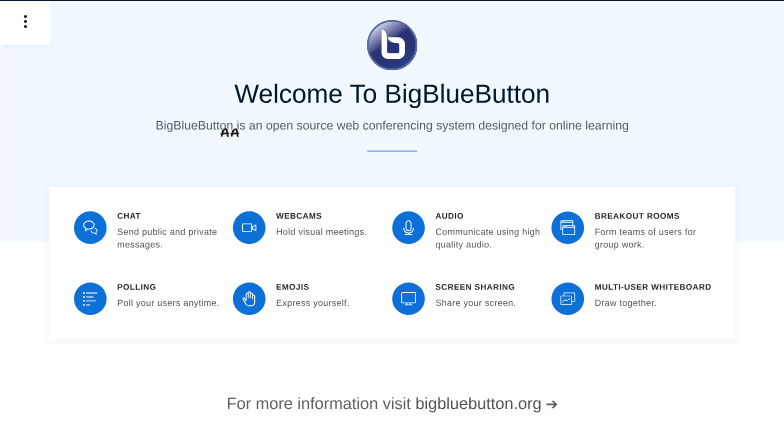 Welcome To BigBlueButton
BigBlueButton is an open source web conferencing system designed for online learning
AA
CHAT
Send public and private
messages.
WEBCAMS
Hold visual meetings.
AUDIO
Communicate using high
quality audio.
BREAKOUT ROOMS
Form teams of users for
group work.
POLLING
Poll your users anytime.
EMOJIS
Express yourself.
SCREEN SHARING
Share your screen.
MULTI-USER WHITEBOARD
Draw together.
For more information visit bigbluebutton.org →